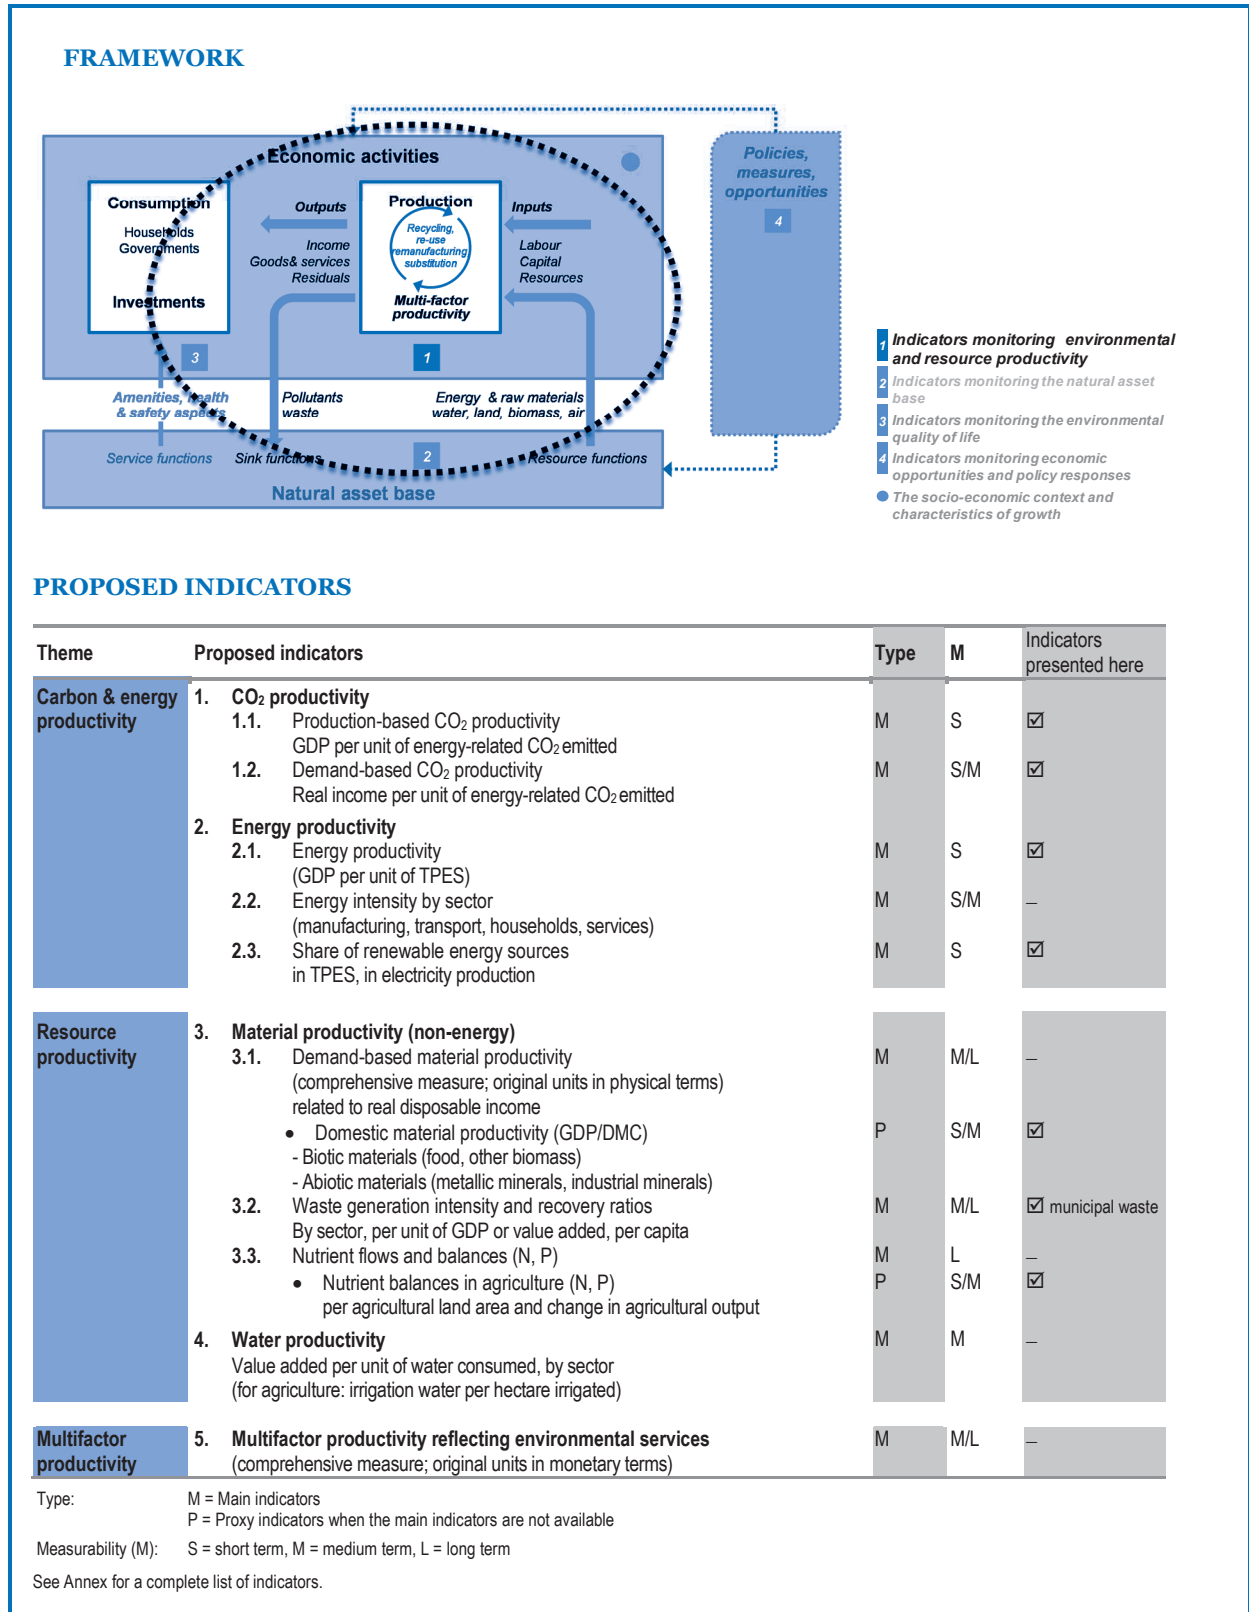 FRAMEWORK
Economic activities
Policies,
measures,
opportunities
4
Consumption
Households
Governments
Investments
Outputs
Income
Goods& services
Residuals
Production
Recycling,
re-use
remanufacturing
substitution
Multi-factor
productivity
Inputs
Labour
Capital
Resources
3
1
Amenities, health
& safety aspects
Pollutants
waste
Energy & raw materials
water, land, biomass, air
Service functions
Sink functions
2
Resource functions
Natural asset base
1 Indicators monitoring environmental
and resource productivity
2 Indicators monitoring the natural asset
base
3 Indicators monitoring the environmental
quality of life
4 Indicators monitoring economic
opportunities and policy responses
The socio-economic context and
characteristics of growth
PROPOSED INDICATORS
Theme Proposed indicators Type M Indicators
presented here
Carbon & energy 1. CO₂ productivity
productivity 1.1. Production-based CO₂ productivity M S ☑
GDP per unit of energy-related CO₂ emitted
1.2. Demand-based CO₂ productivity M S/M ☑
Real income per unit of energy-related CO₂ emitted
2. Energy productivity
2.1. Energy productivity M S ☑
(GDP per unit of TPES)
2.2. Energy intensity by sector M S/M –
(manufacturing, transport, households, services)
2.3. Share of renewable energy sources M S ☑
in TPES, in electricity production
Resource 3. Material productivity (non-energy)
productivity 3.1. Demand-based material productivity M M/L –
(comprehensive measure; original units in physical terms)
related to real disposable income
• Domestic material productivity (GDP/DMC) P S/M ☑
- Biotic materials (food, other biomass)
- Abiotic materials (metallic minerals, industrial minerals)
3.2. Waste generation intensity and recovery ratios M M/L ☑ municipal waste
By sector, per unit of GDP or value added, per capita
3.3. Nutrient flows and balances (N, P) M L –
• Nutrient balances in agriculture (N, P) P S/M ☑
per agricultural land area and change in agricultural output
4. Water productivity M M –
Value added per unit of water consumed, by sector
(for agriculture: irrigation water per hectare irrigated)
Multifactor 5. Multifactor productivity reflecting environmental services M M/L –
productivity (comprehensive measure; original units in monetary terms)
Type: M = Main indicators
P = Proxy indicators when the main indicators are not available
Measurability (M): S = short term, M = medium term, L = long term
See Annex for a complete list of indicators.